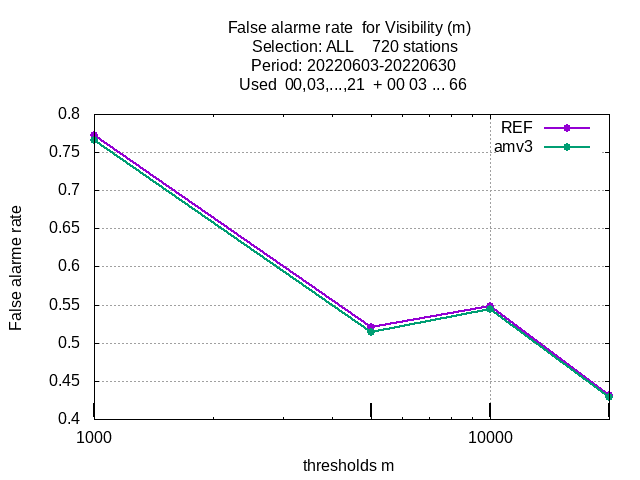 False alarme rate  for Visibility (m)
Selection: ALL    720 stations
Period: 20220603-20220630
Used  00,03,...,21  + 00 03 ... 66
REF
amv3
0.8
0.75
0.7
0.65
0.6
0.55
0.5
0.45
0.4
False alarme rate
1000
10000
thresholds m